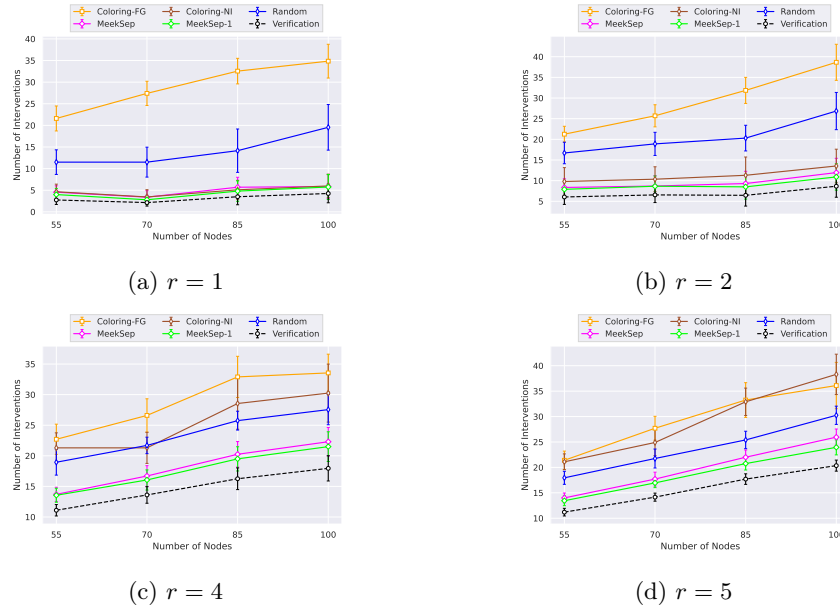 Coloring-FG Coloring-NI Random
MeekSep MeekSep-1 Verification
40
35
30
25
20
15
10
5
0
Number of Interventions
55 70 85 100
Number of Nodes
(a) r = 1
Coloring-FG Coloring-NI Random
MeekSep MeekSep-1 Verification
40
35
30
25
20
15
10
5
Number of Interventions
55 70 85 100
Number of Nodes
(b) r = 2
Coloring-FG Coloring-NI Random
MeekSep MeekSep-1 Verification
35
30
25
20
15
10
Number of Interventions
55 70 85 100
Number of Nodes
(c) r = 4
Coloring-FG Coloring-NI Random
MeekSep MeekSep-1 Verification
40
35
30
25
20
15
10
Number of Interventions
55 70 85 100
Number of Nodes
(d) r = 5